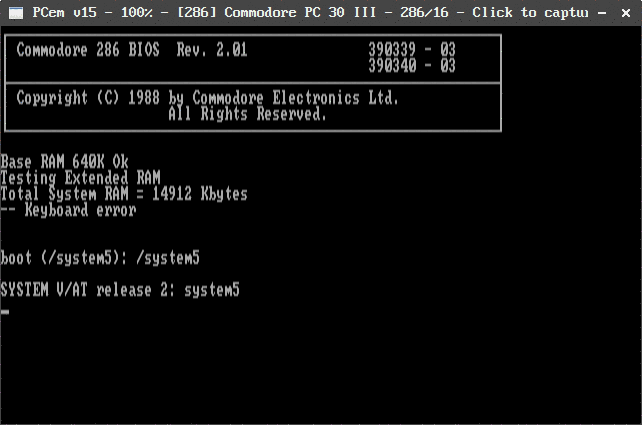 PCem v15 - 100% - [286] Commodore PC 30 III - 286/16 - Click to captu
Commodore 286 BIOS Rev. 2.01 390339 - 03
390340 - 03
Copyright (C) 1988 by Commodore Electronics Ltd.
All Rights Reserved.
Base RAM 640K Ok
Testing Extended RAM
Total System RAM = 14912 Kbytes
-- Keyboard error
boot (/system5): /system5
SYSTEM V/AT release 2: system5